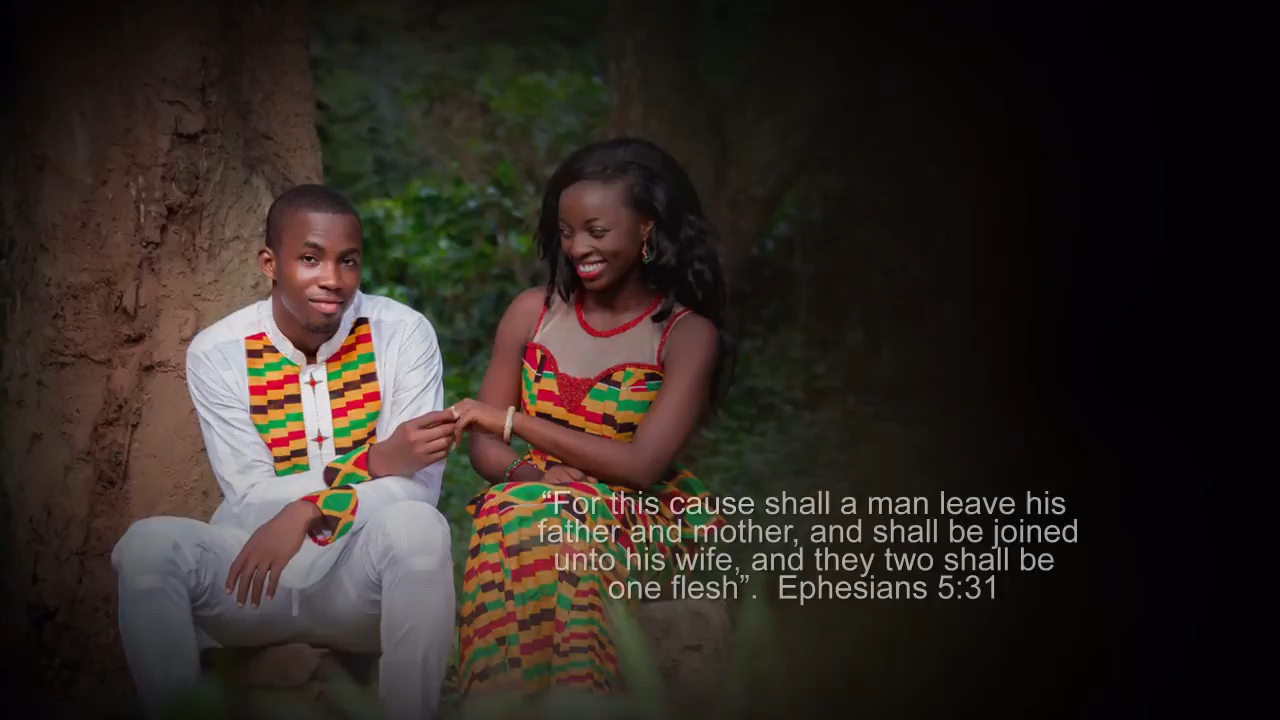 “For this cause shall a man leave his
father and mother, and shall be joined
unto his wife, and they two shall be
one flesh”.  Ephesians 5:31